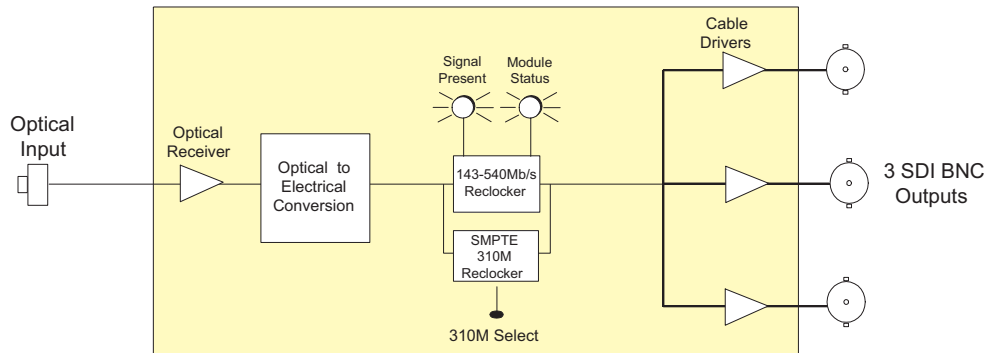 Cable
Drivers
Signal
Present
Module
Status
Optical
Input
Optical
Receiver
Optical to
Electrical
Conversion
143-540Mb/s
Reclocker
3 SDI BNC
Outputs
SMPTE
310M
Reclocker
310M Select